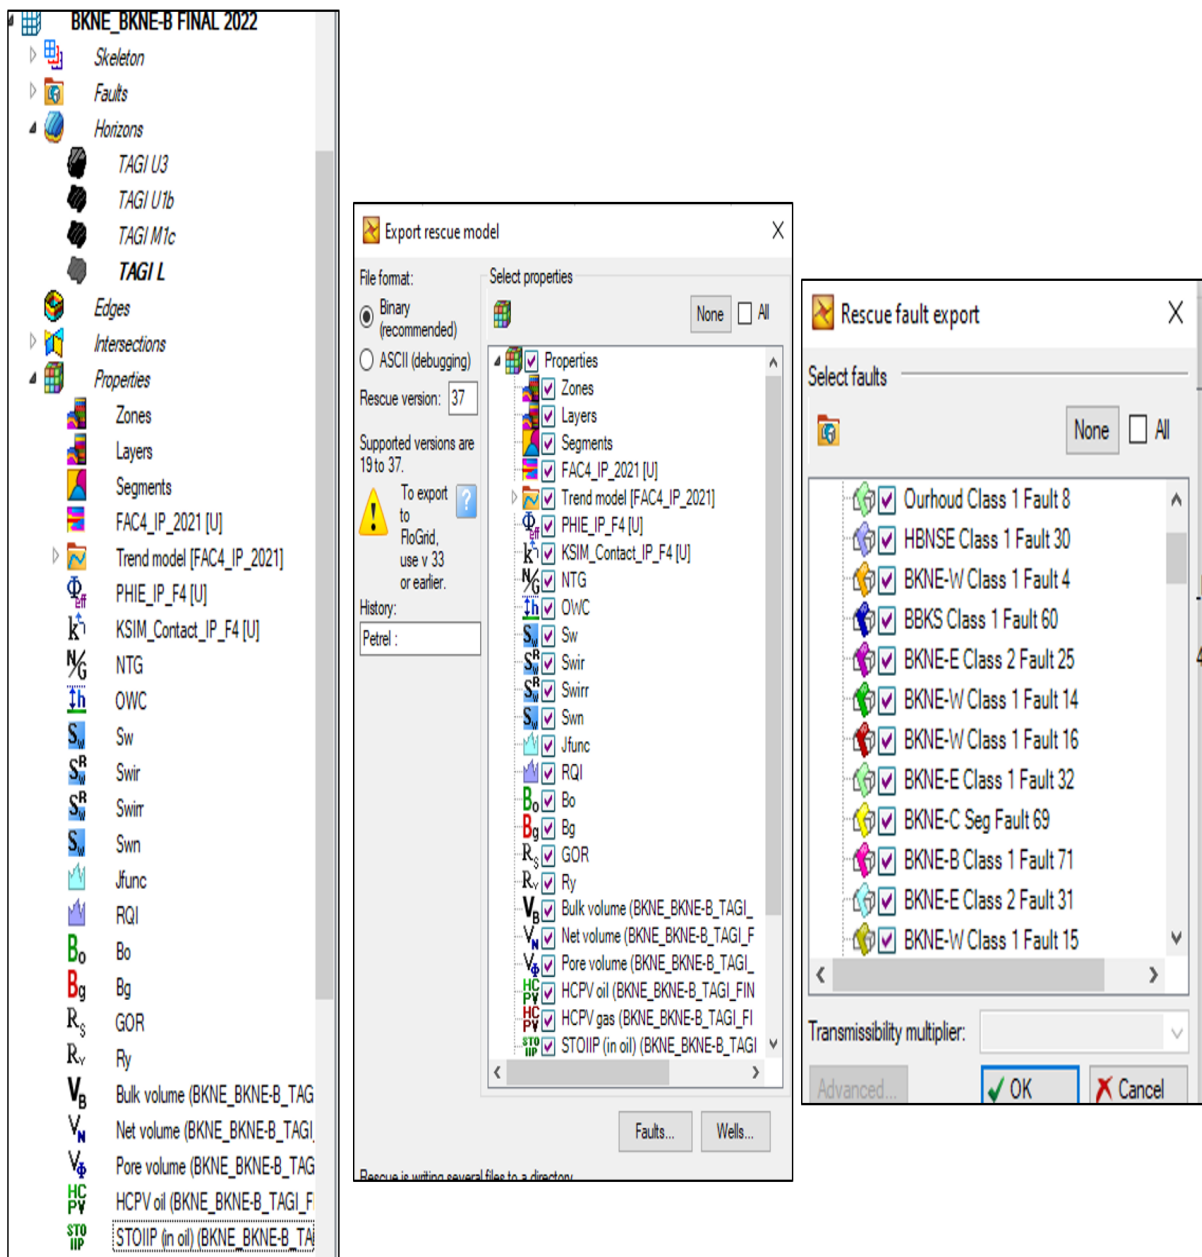 BKNE_BKNE-B FINAL 2022
Skeleton
Faults
Horizons
TAGI U3
TAGI U1b
TAGI M1c
TAGI L
Edges
Intersections
Properties
Zones
Layers
Segments
FAC4_IP_2021 [U]
Trend model [FAC4_IP_2021]
PHIE_IP_F4 [U]
KSIM_Contact_IP_F4 [U]
NTG
OWC
Sw
Swir
Swirr
Swn
Jfunc
RQI
Bo
Bg
GOR
Ry
Bulk volume (BKNE_BKNE-B_TAG
Net volume (BKNE_BKNE-B_TAGI
Pore volume (BKNE_BKNE-B_TAG
HCPV oil (BKNE_BKNE-B_TAGI_F
STOIIP (in oil) (BKNE_BKNE-B_TA
Export rescue model
File format:
Binary
(recommended)
ASCII (debugging)
Rescue version: 37
Supported versions are
19 to 37.
To export
to
FloGrid,
use v 33
or earlier.
History:
Petrel :
Select properties
None
All
Properties
Zones
Layers
Segments
FAC4_IP_2021 [U]
Trend model [FAC4_IP_2021]
PHIE_IP_F4 [U]
KSIM_Contact_IP_F4 [U]
NTG
OWC
Sw
Swir
Swirr
Swn
Jfunc
RQI
Bo
Bg
GOR
Ry
Bulk volume (BKNE_BKNE-B_TAGI_
Net volume (BKNE_BKNE-B_TAGI_F
Pore volume (BKNE_BKNE-B_TAGI_
HCPV oil (BKNE_BKNE-B_TAGI_FIN
HCPV gas (BKNE_BKNE-B_TAGI_FI
STOIIP (in oil) (BKNE_BKNE-B_TAGI
Faults...
Wells...
Rescue is writing several files to a directory
Rescue fault export
Select faults
None
All
Ourhoud Class 1 Fault 8
HBNSE Class 1 Fault 30
BKNE-W Class 1 Fault 4
BBKS Class 1 Fault 60
BKNE-E Class 2 Fault 25
BKNE-W Class 1 Fault 14
BKNE-W Class 1 Fault 16
BKNE-E Class 1 Fault 32
BKNE-C Seg Fault 69
BKNE-B Class 1 Fault 71
BKNE-E Class 2 Fault 31
BKNE-W Class 1 Fault 15
Transmissibility multiplier:
Advanced...
OK
Cancel